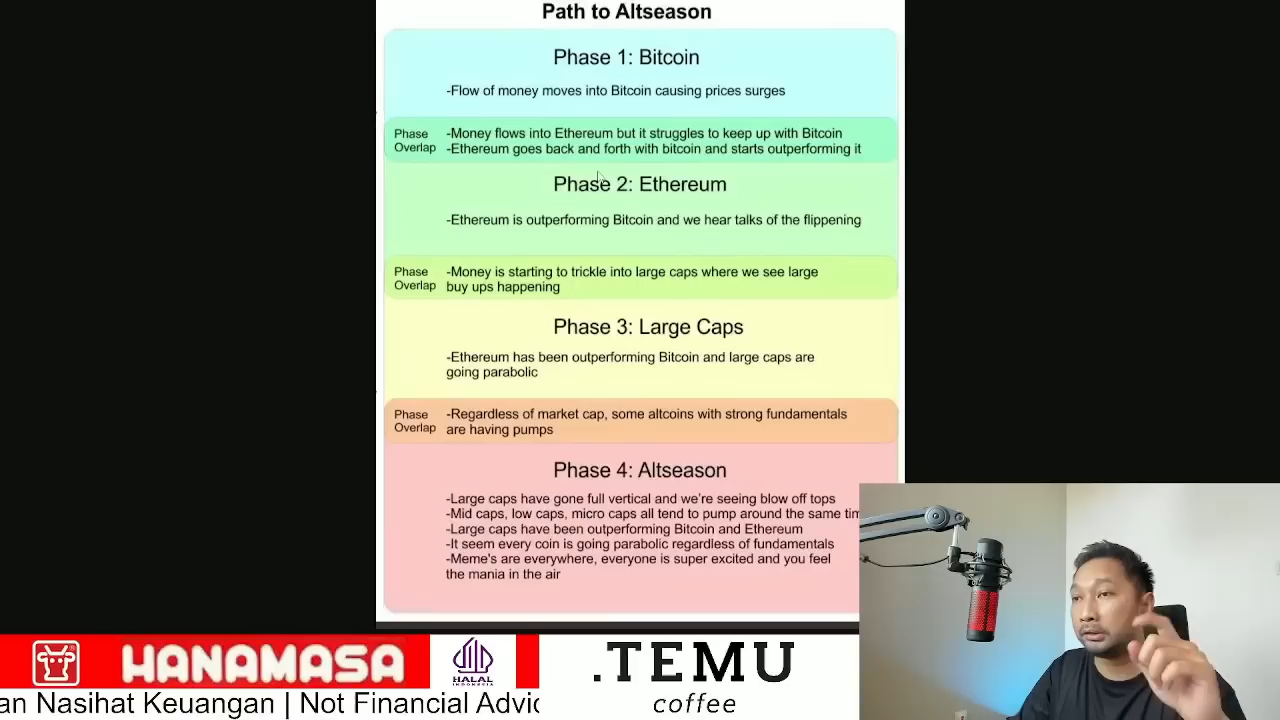 Path to Altseason
Phase 1: Bitcoin
-Flow of money moves into Bitcoin causing prices surges
Phase
Overlap
-Money flows into Ethereum but it struggles to keep up with Bitcoin
-Ethereum goes back and forth with bitcoin and starts outperforming it
Phase 2: Ethereum
-Ethereum is outperforming Bitcoin and we hear talks of the flippening
Phase
Overlap
-Money is starting to trickle into large caps where we see large
buy ups happening
Phase 3: Large Caps
-Ethereum has been outperforming Bitcoin and large caps are
going parabolic
Phase
Overlap
-Regardless of market cap, some altcoins with strong fundamentals
are having pumps
Phase 4: Altseason
-Large caps have gone full vertical and we're seeing blow off tops
-Mid caps, low caps, micro caps all tend to pump around the same tim
-Large caps have been outperforming Bitcoin and Ethereum
-It seem every coin is going parabolic regardless of fundamentals
-Meme's are everywhere, everyone is super excited and you feel
the mania in the air
HANAMASA
HALAL
INDONESIA
.TEMU
coffee
an Nasihat Keuangan | Not Financial Advic